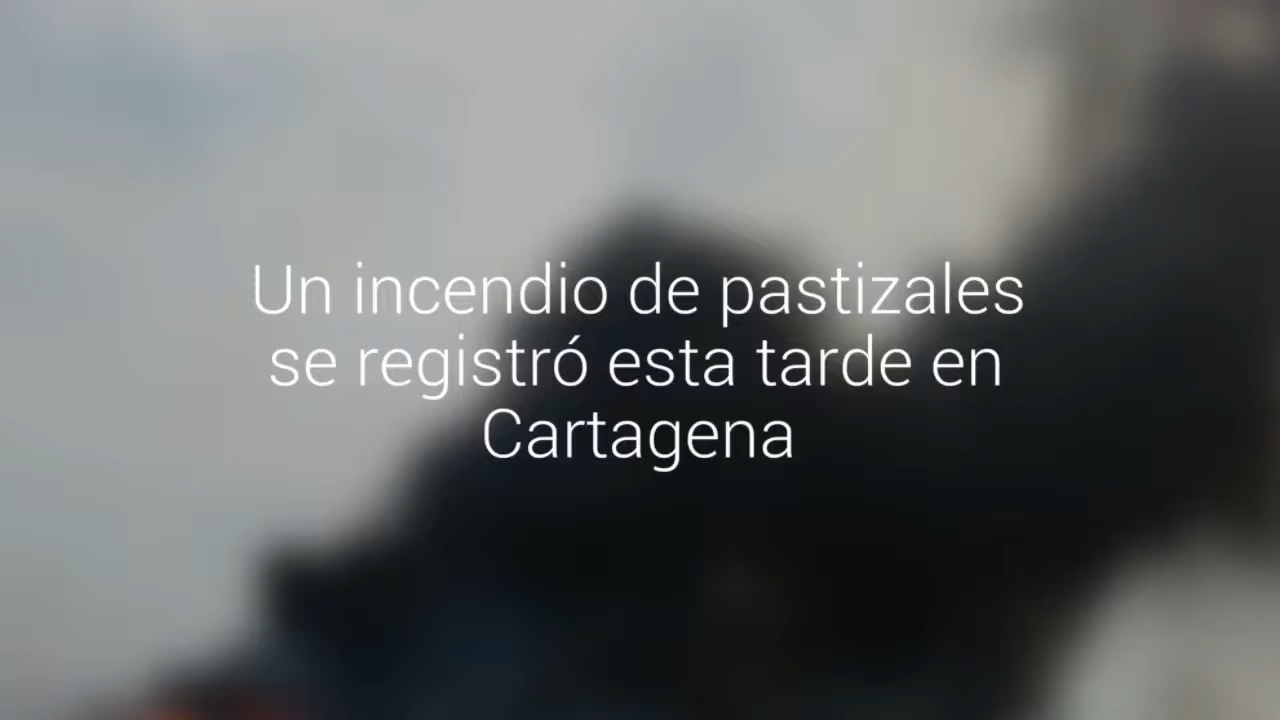 Un incendio de pastizales
se registró esta tarde en
Cartagena